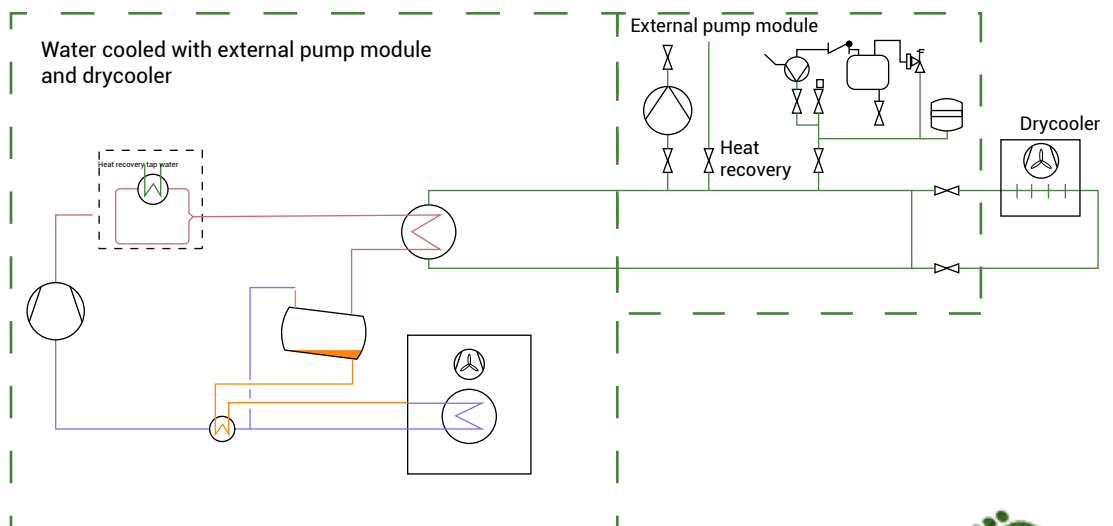 Water cooled with external pump module
and drycooler
External pump module
Drycooler
Heat
recovery
Heat recovery tap water